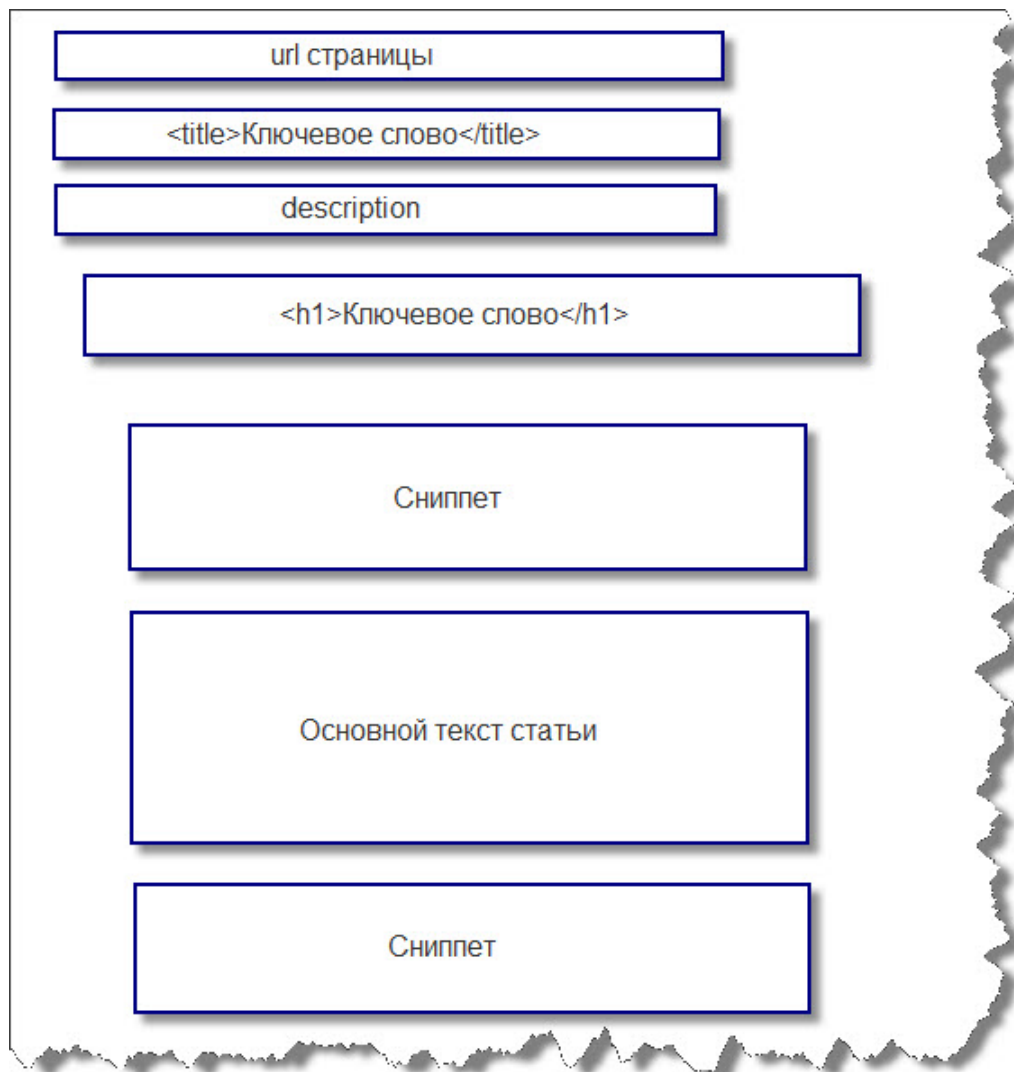 url страницы
<title>Ключевое слово</title>
description
<h1>Ключевое слово</h1>
Сниппет
Основной текст статьи
Сниппет